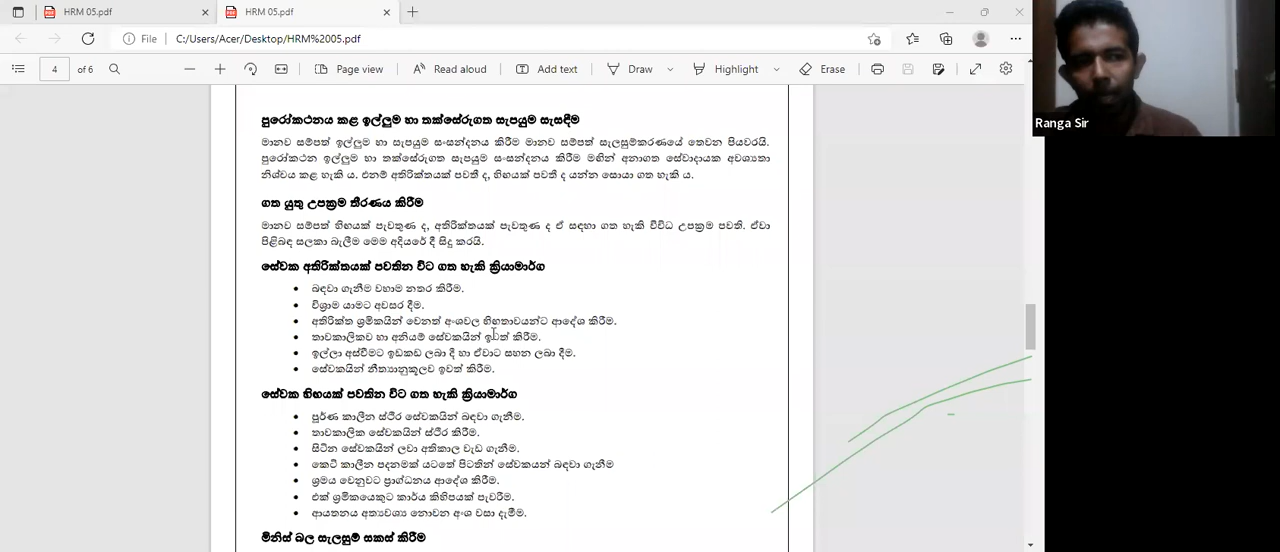 HRM 05.pdf
HRM 05.pdf
File
C:/Users/Acer/Desktop/HRM%2005.pdf
4 of 6
Page view
Read aloud
Add text
Draw
Highlight
Erase
Ranga Sir
පුරෝකථනය කළ ඉල්ලුම හා තක්සේරුගත සැපයුම සැසඳීම
මානව සම්පත් ඉල්ලුම හා සැපයුම සංසන්දනය කිරීම මානව සම්පත් සැලසුම්කරණයේ තෙවන පියවරයි.
පුරෝකථන ඉල්ලුම හා තක්සේරුගත සැපයුම සංසන්දනය කිරීම මඟින් අනාගත සේවාදායක අවශ්‍යතා
නිශ්චය කළ හැකි ය. එනම් අතිරික්තයක් පවතී ද, හිඟයක් පවතී ද යන්න සොයා ගත හැකි ය.
ගත යුතු උපක්‍රම තීරණය කිරීම
මානව සම්පත් හිඟයක් පැවතුණ ද, අතිරික්තයක් පැවතුණ ද ඒ සඳහා ගත හැකි විවිධ උපක්‍රම පවතී. ඒවා
පිළිබඳ සලකා බැලීම මෙම අදියරේ දී සිදු කරයි.
සේවක අතිරික්තයක් පවතින විට ගත හැකි ක්‍රියාමාර්ග
• බඳවා ගැනීම වහාම නතර කිරීම.
• විශ්‍රාම යාමට අවසර දීම.
• අතිරික්ත ශ්‍රමිකයින් වෙනත් අංශවල හිඟතාවයන්ට ආදේශ කිරීම.
• තාවකාලිකව හා අනියම් සේවකයින් ඉවත් කිරීම.
• ඉල්ලා අස්වීමට ඉඩකඩ ලබා දී හා ඒවාට සහන ලබා දීම.
• සේවකයින් නීත්‍යානුකූලව ඉවත් කිරීම.
සේවක හිඟයක් පවතින විට ගත හැකි ක්‍රියාමාර්ග
• පූර්ණ කාලීන ස්ථිර සේවකයින් බඳවා ගැනීම.
• තාවකාලික සේවකයින් ස්ථිර කිරීම.
• සිටින සේවකයින් ලවා අතිකාල වැඩ ගැනීම.
• කෙටි කාලීන පදනමක් යටතේ පිටතින් සේවකයන් බඳවා ගැනීම
• ශ්‍රමය වෙනුවට ප්‍රාග්ධනය ආදේශ කිරීම.
• එක් ශ්‍රමිකයෙකුට කාර්ය කිහිපයක් පැවරීම.
• ආයතනය අත්‍යවශ්‍ය නොවන අංශ වසා දැමීම.
මිනිස් බල සැලසුම් සකස් කිරීම